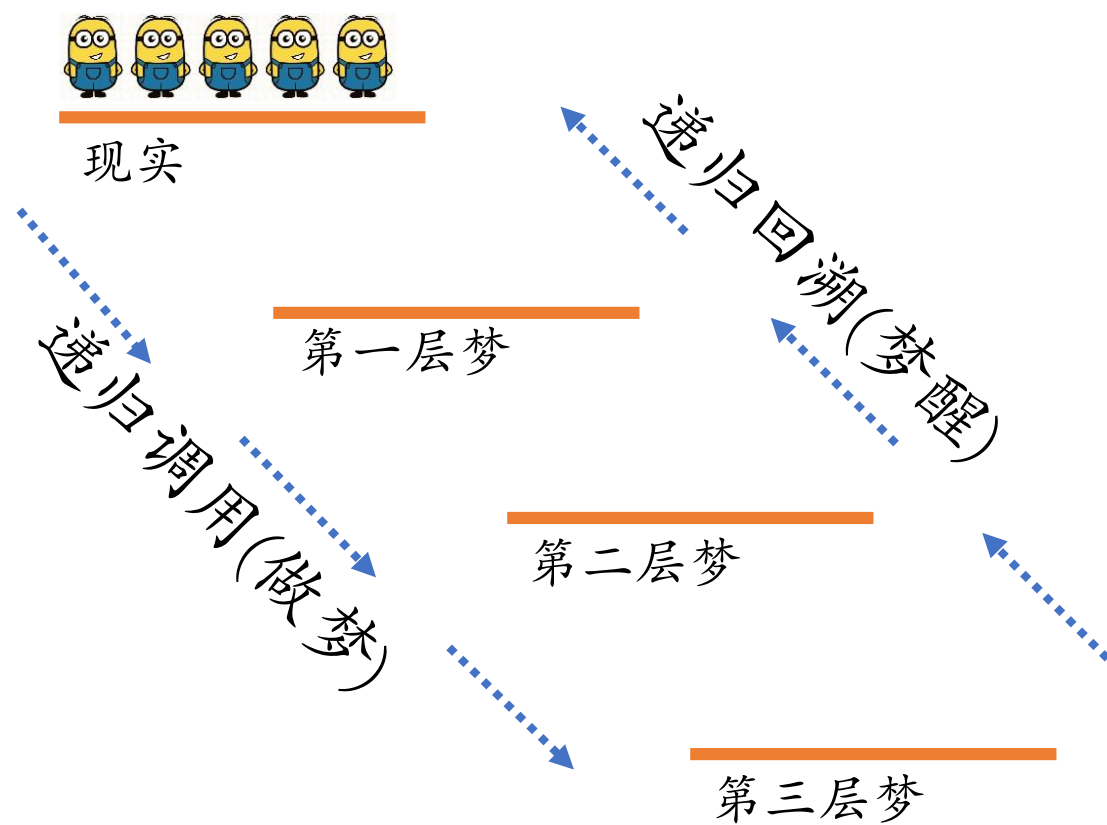 现实
递归回溯(梦醒)
第一层梦
递归调用(做梦)
第二层梦
第三层梦